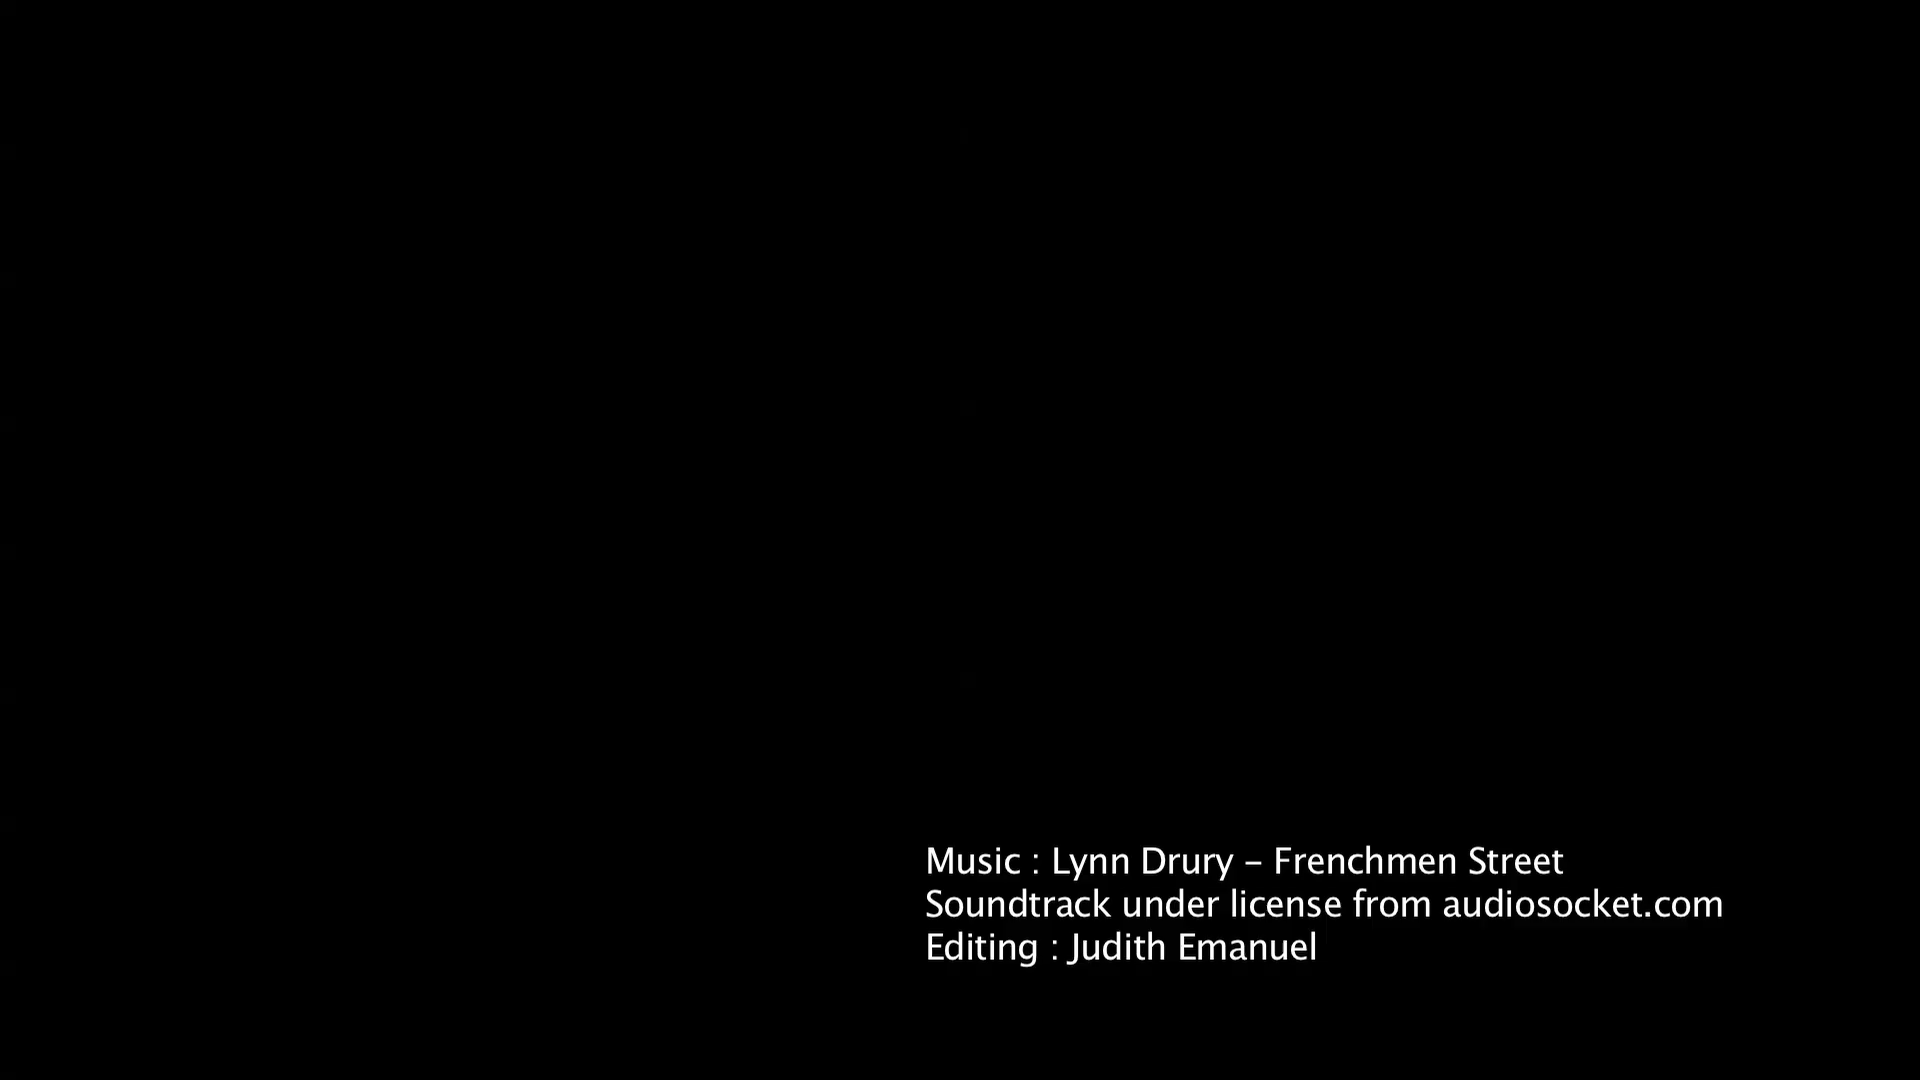 Music : Lynn Drury – Frenchmen Street
Soundtrack under license from audiosocket.com
Editing : Judith Emanuel